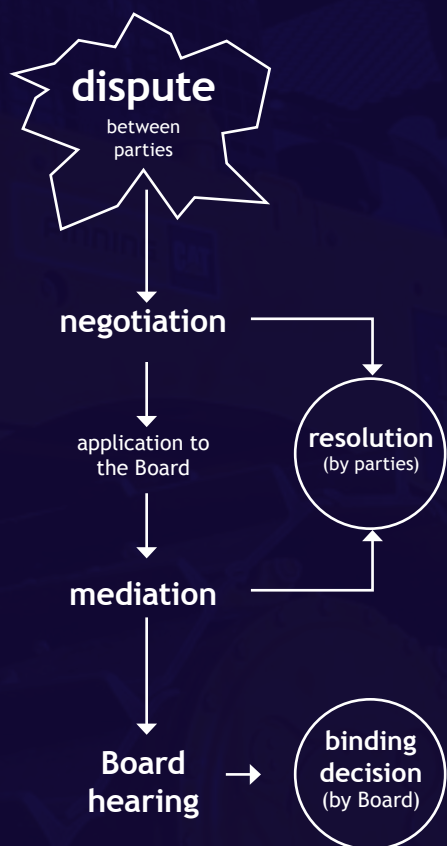 dispute
between
parties
negotiation
application to
the Board
resolution
(by parties)
mediation
Board
hearing
binding
decision
(by Board)